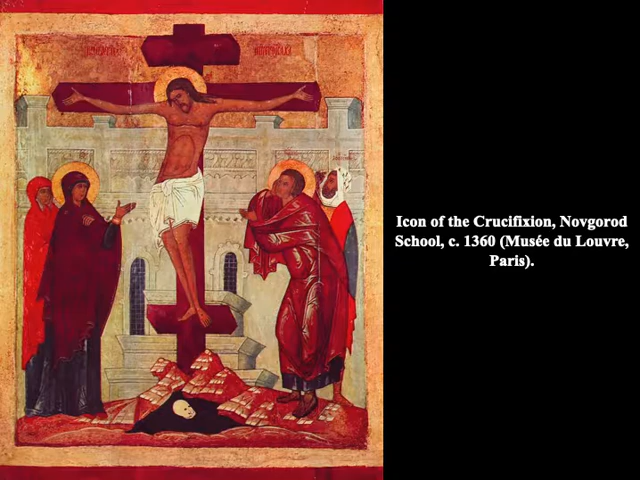 Icon of the Crucifixion, Novgorod
School, c. 1360 (Musée du Louvre,
Paris).